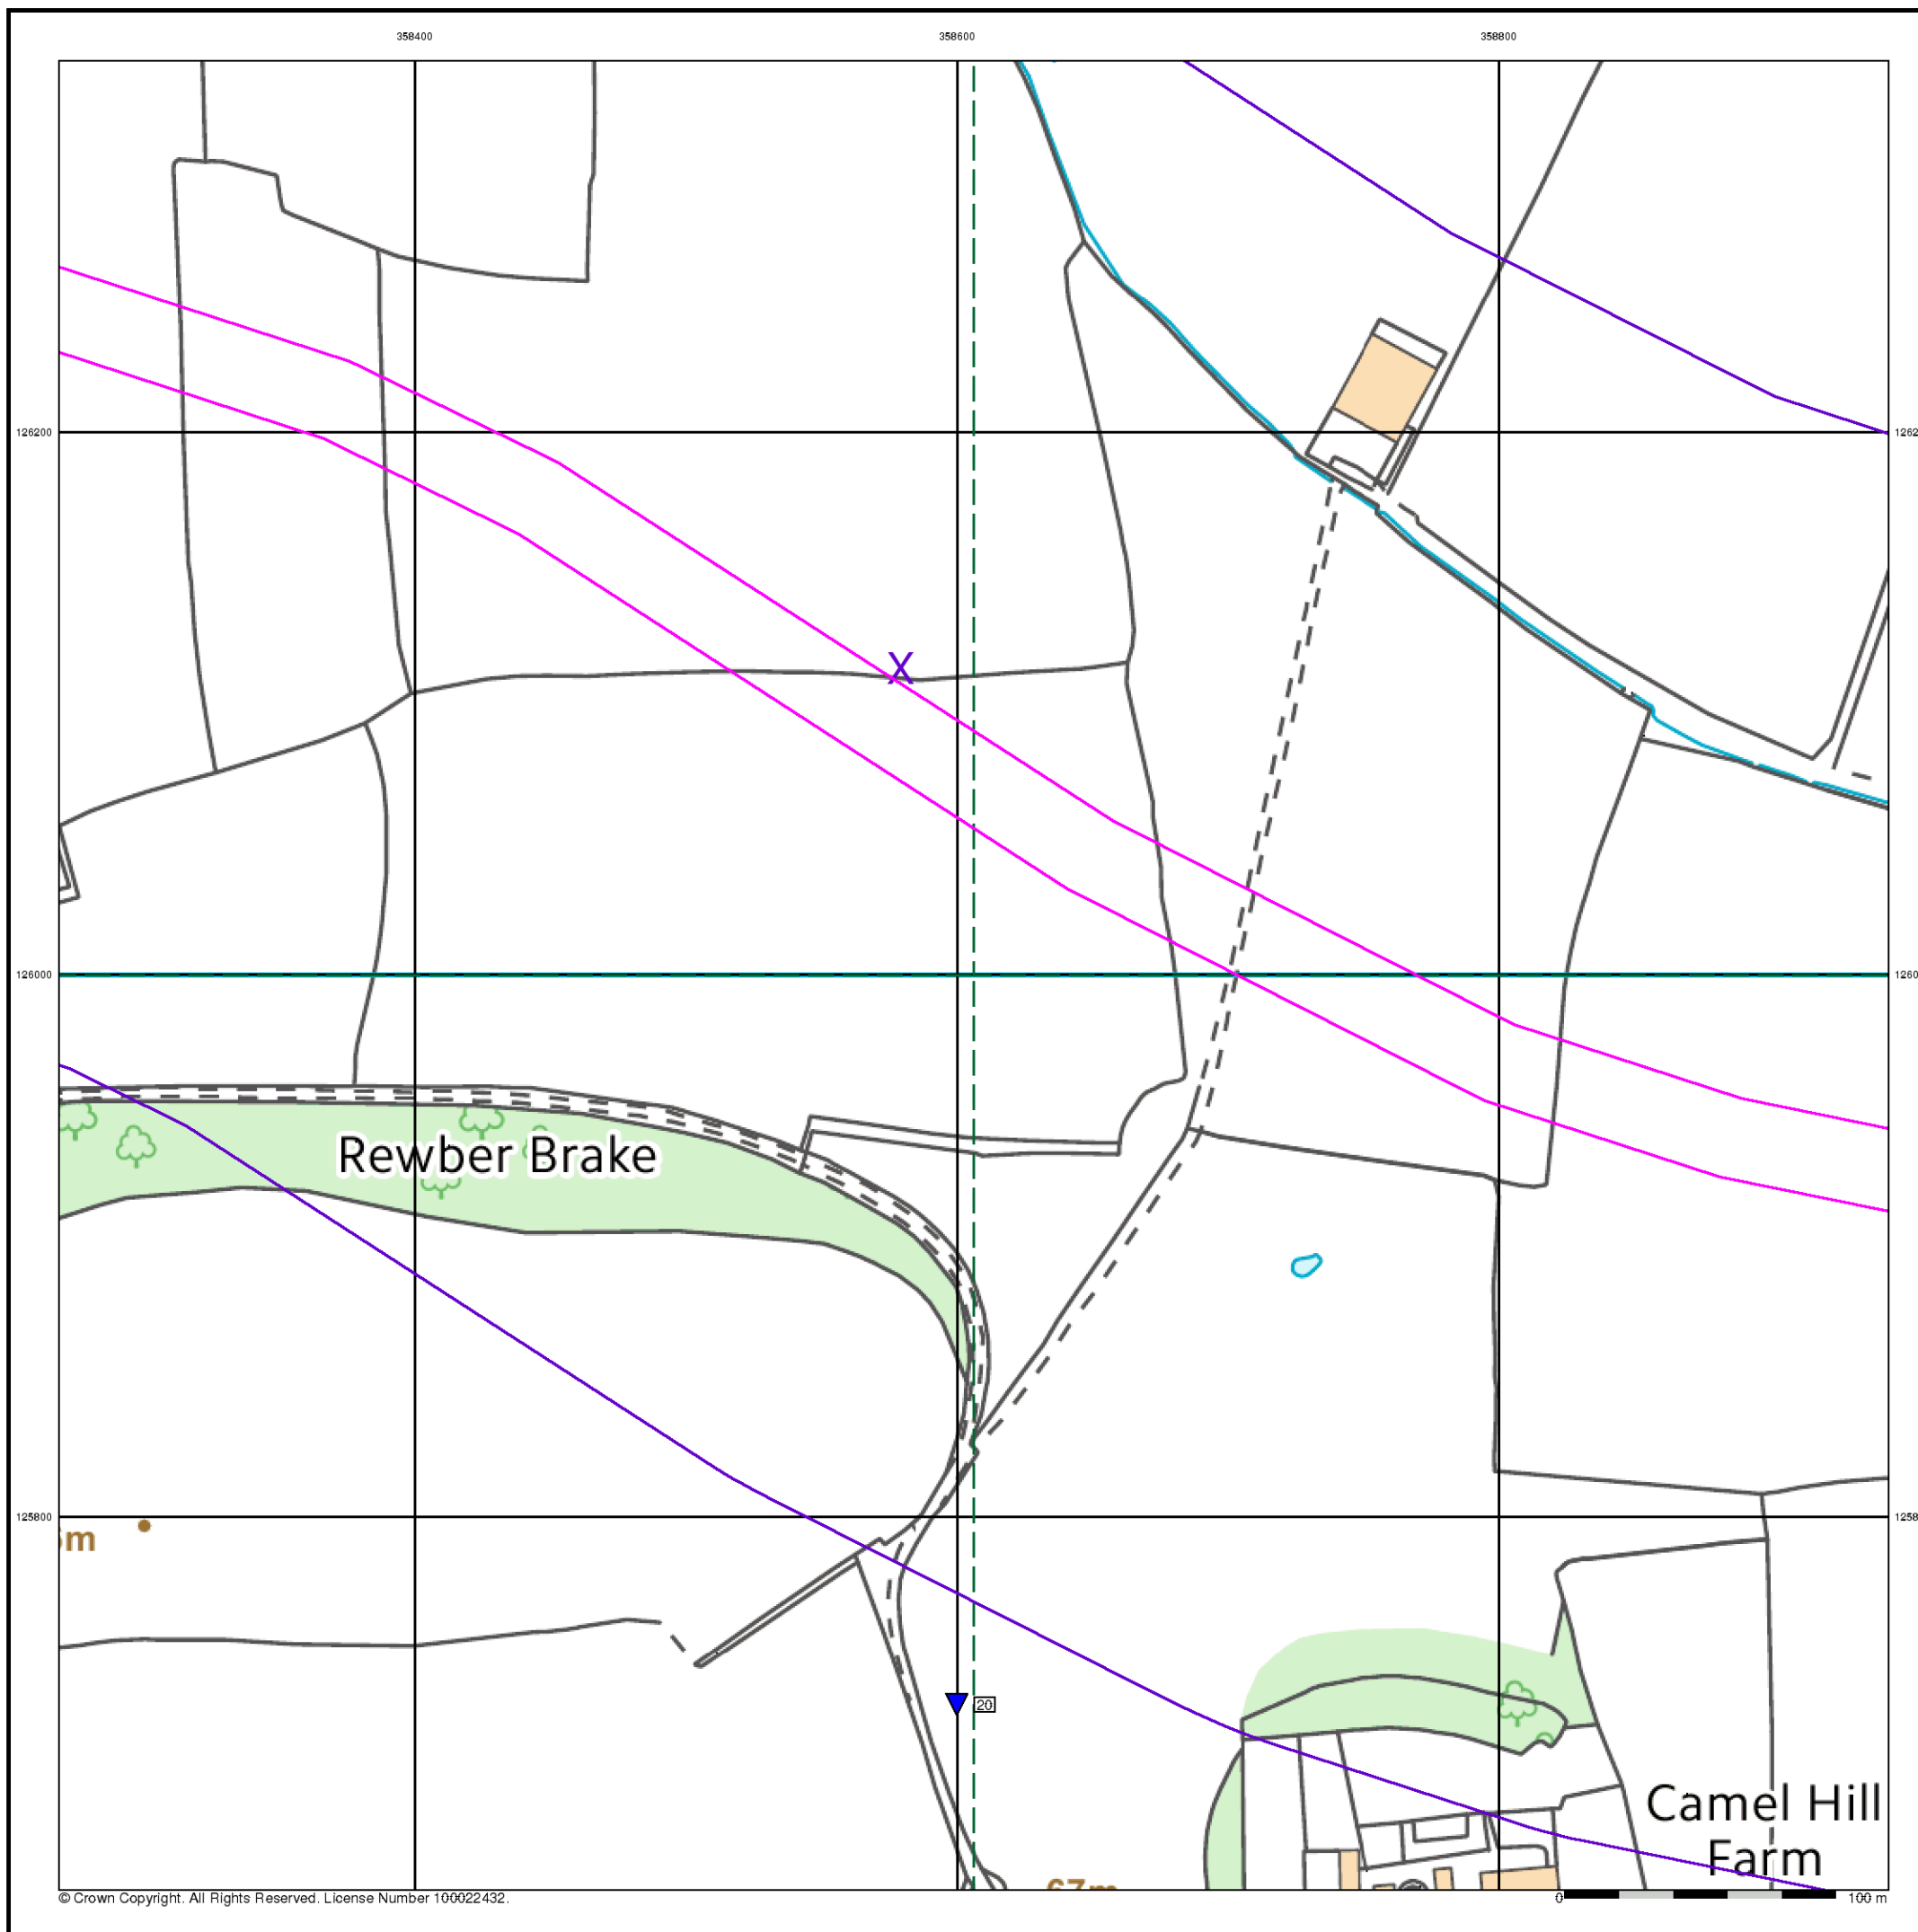 358400 358600 358800
126200 1262
X
126000 1260
Rewber Brake
125800 1258
m
20
Camel Hill
Farm
67m
© Crown Copyright. All Rights Reserved. License Number 100022432.
0 100 m